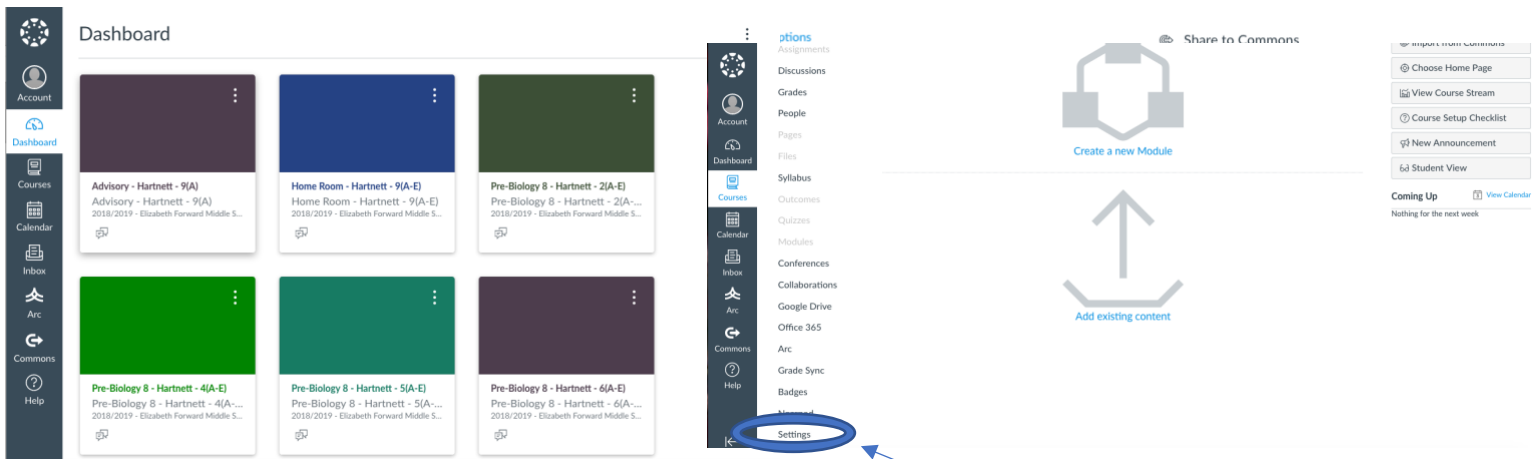 Dashboard
Account
Dashboard
Courses
Calendar
Inbox
Arc
Commons
Help
Advisory - Hartnett - 9(A)
Advisory - Hartnett - 9(A)
2018/2019 - Elizabeth Forward Middle S...
Home Room - Hartnett - 9(A-E)
Home Room - Hartnett - 9(A-E)
2018/2019 - Elizabeth Forward Middle S...
Pre-Biology 8 - Hartnett - 2(A-E)
Pre-Biology 8 - Hartnett - 2(A-...
2018/2019 - Elizabeth Forward Middle S...
Pre-Biology 8 - Hartnett - 4(A-E)
Pre-Biology 8 - Hartnett - 4(A-...
2018/2019 - Elizabeth Forward Middle S...
Pre-Biology 8 - Hartnett - 5(A-E)
Pre-Biology 8 - Hartnett - 5(A-...
2018/2019 - Elizabeth Forward Middle S...
Pre-Biology 8 - Hartnett - 6(A-E)
Pre-Biology 8 - Hartnett - 6(A-...
2018/2019 - Elizabeth Forward Middle S...
Account
Dashboard
Courses
Calendar
Inbox
Arc
Commons
Help
ptions
Assignments
Discussions
Grades
People
Pages
Files
Syllabus
Outcomes
Quizzes
Modules
Conferences
Collaborations
Google Drive
Office 365
Arc
Grade Sync
Badges
Settings
Share to Commons
Create a new Module
Add existing content
Import from Commons
Choose Home Page
View Course Stream
Course Setup Checklist
New Announcement
Student View
Coming Up
View Calendar
Nothing for the next week